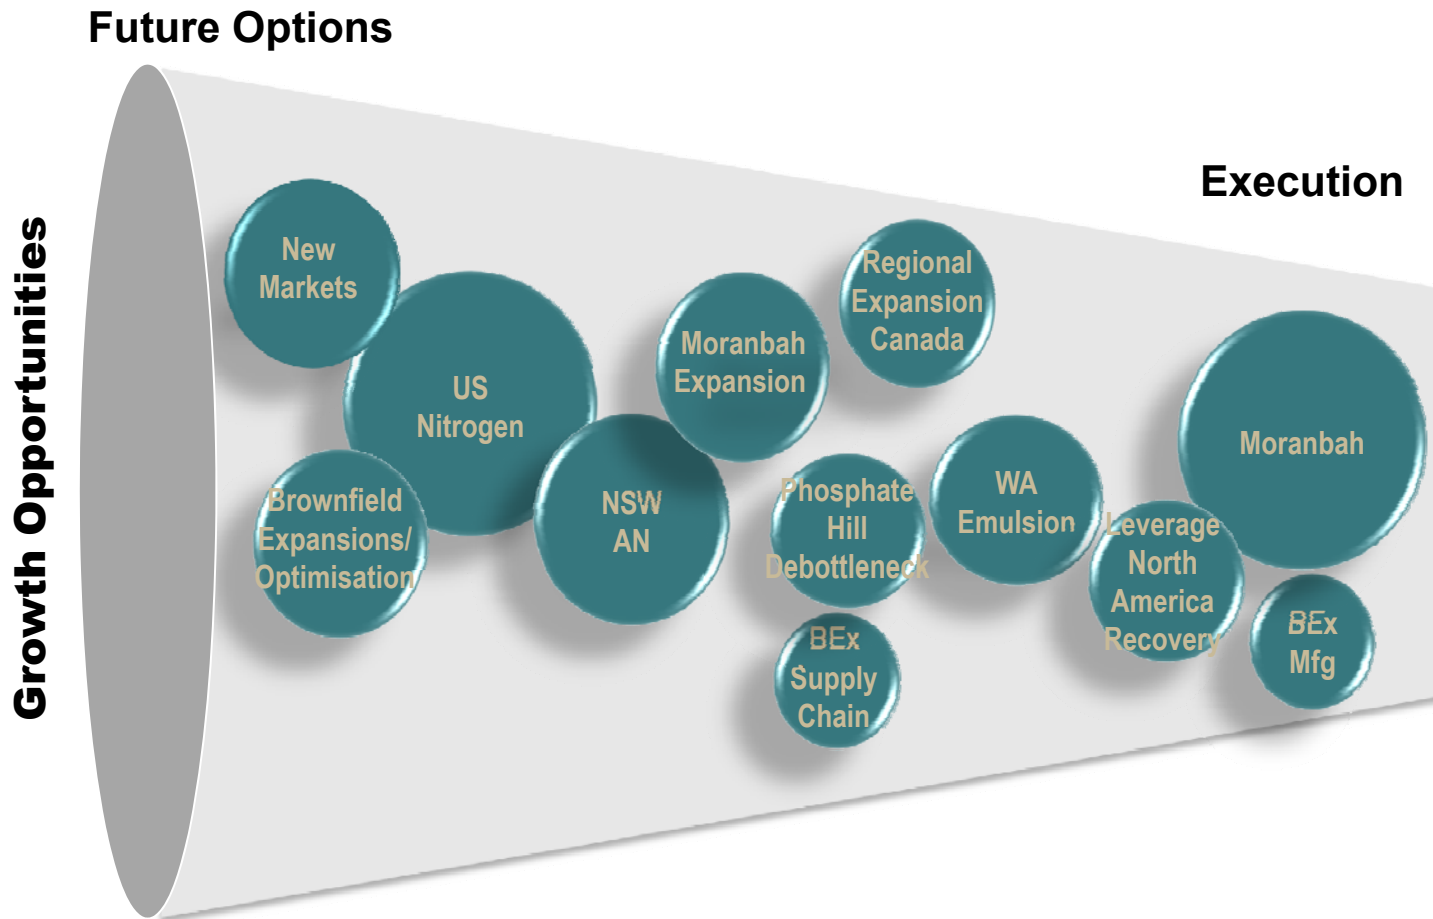 Future Options
Execution
Growth Opportunities
New
Markets
US
Nitrogen
Brownfield
Expansions/
Optimisation
NSW
AN
Moranbah
Expansion
Regional
Expansion
Canada
Phosphate
Hill
Debottleneck
BEx
Supply
Chain
WA
Emulsion
Leverage
North
America
Recovery
Moranbah
BEx
Mfg